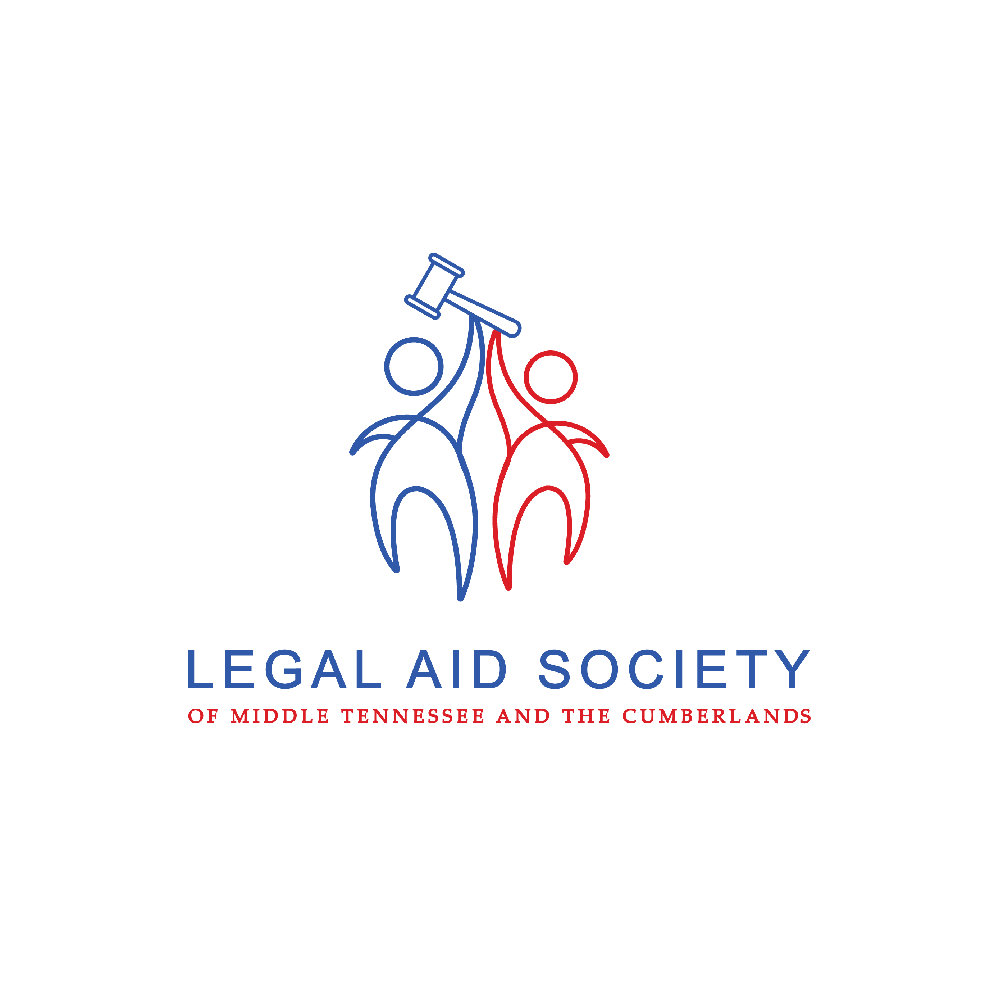 LEGAL AID SOCIETY
OF MIDDLE TENNESSEE AND THE CUMBERLANDS